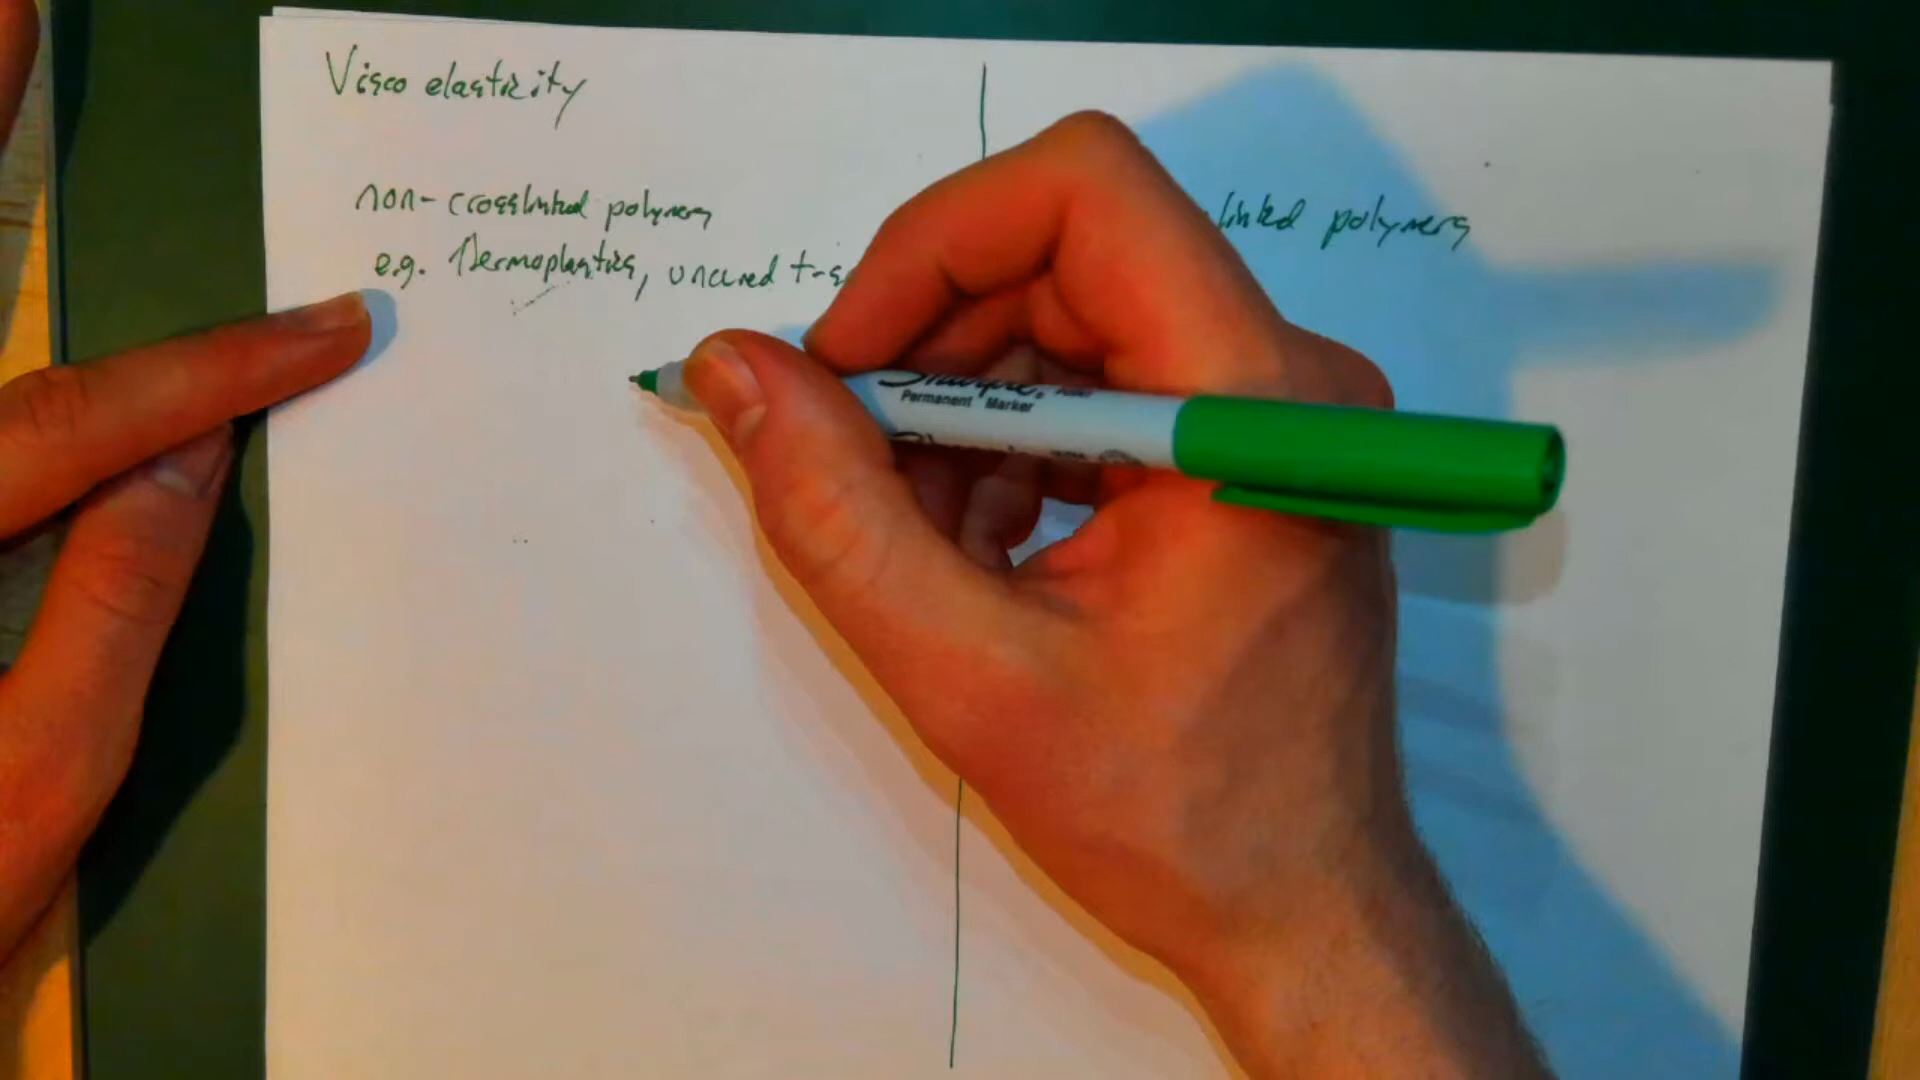 Visco elasticity
non-crosslinked polymers
e.g. thermoplastics, uncured t-s
linked polymers
Sharpie.
Permanent Marker